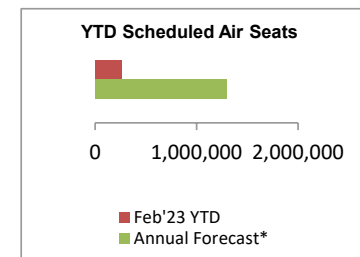 YTD Scheduled Air Seats
0 1,000,000 2,000,000
Feb'23 YTD
Annual Forecast*